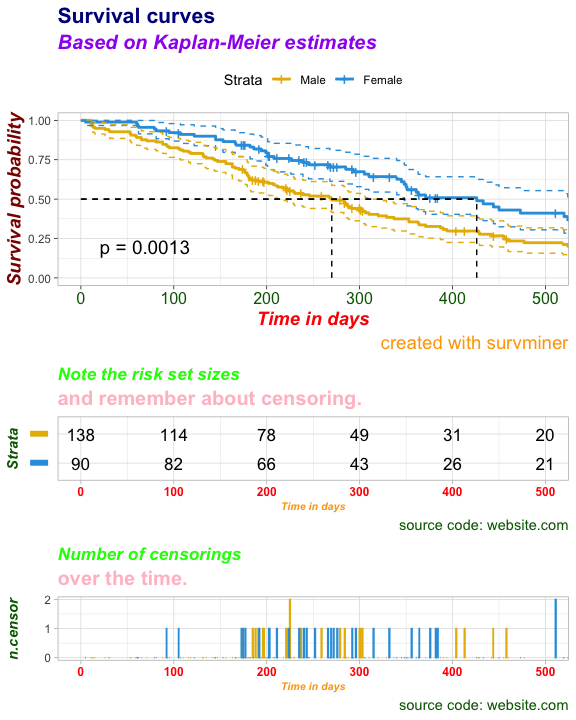 Survival curves
Based on Kaplan-Meier estimates
Strata Male Female
Survival probability
1.00
0.75
0.50
0.25
0.00
p = 0.0013
0 100 200 300 400 500
Time in days
created with survminer
Note the risk set sizes
and remember about censoring.
Strata
138 114 78 49 31 20
90 82 66 43 26 21
0 100 200 300 400 500
Time in days
source code: website.com
Number of censorings
over the time.
n.censor
2
1
0
0 100 200 300 400 500
Time in days
source code: website.com